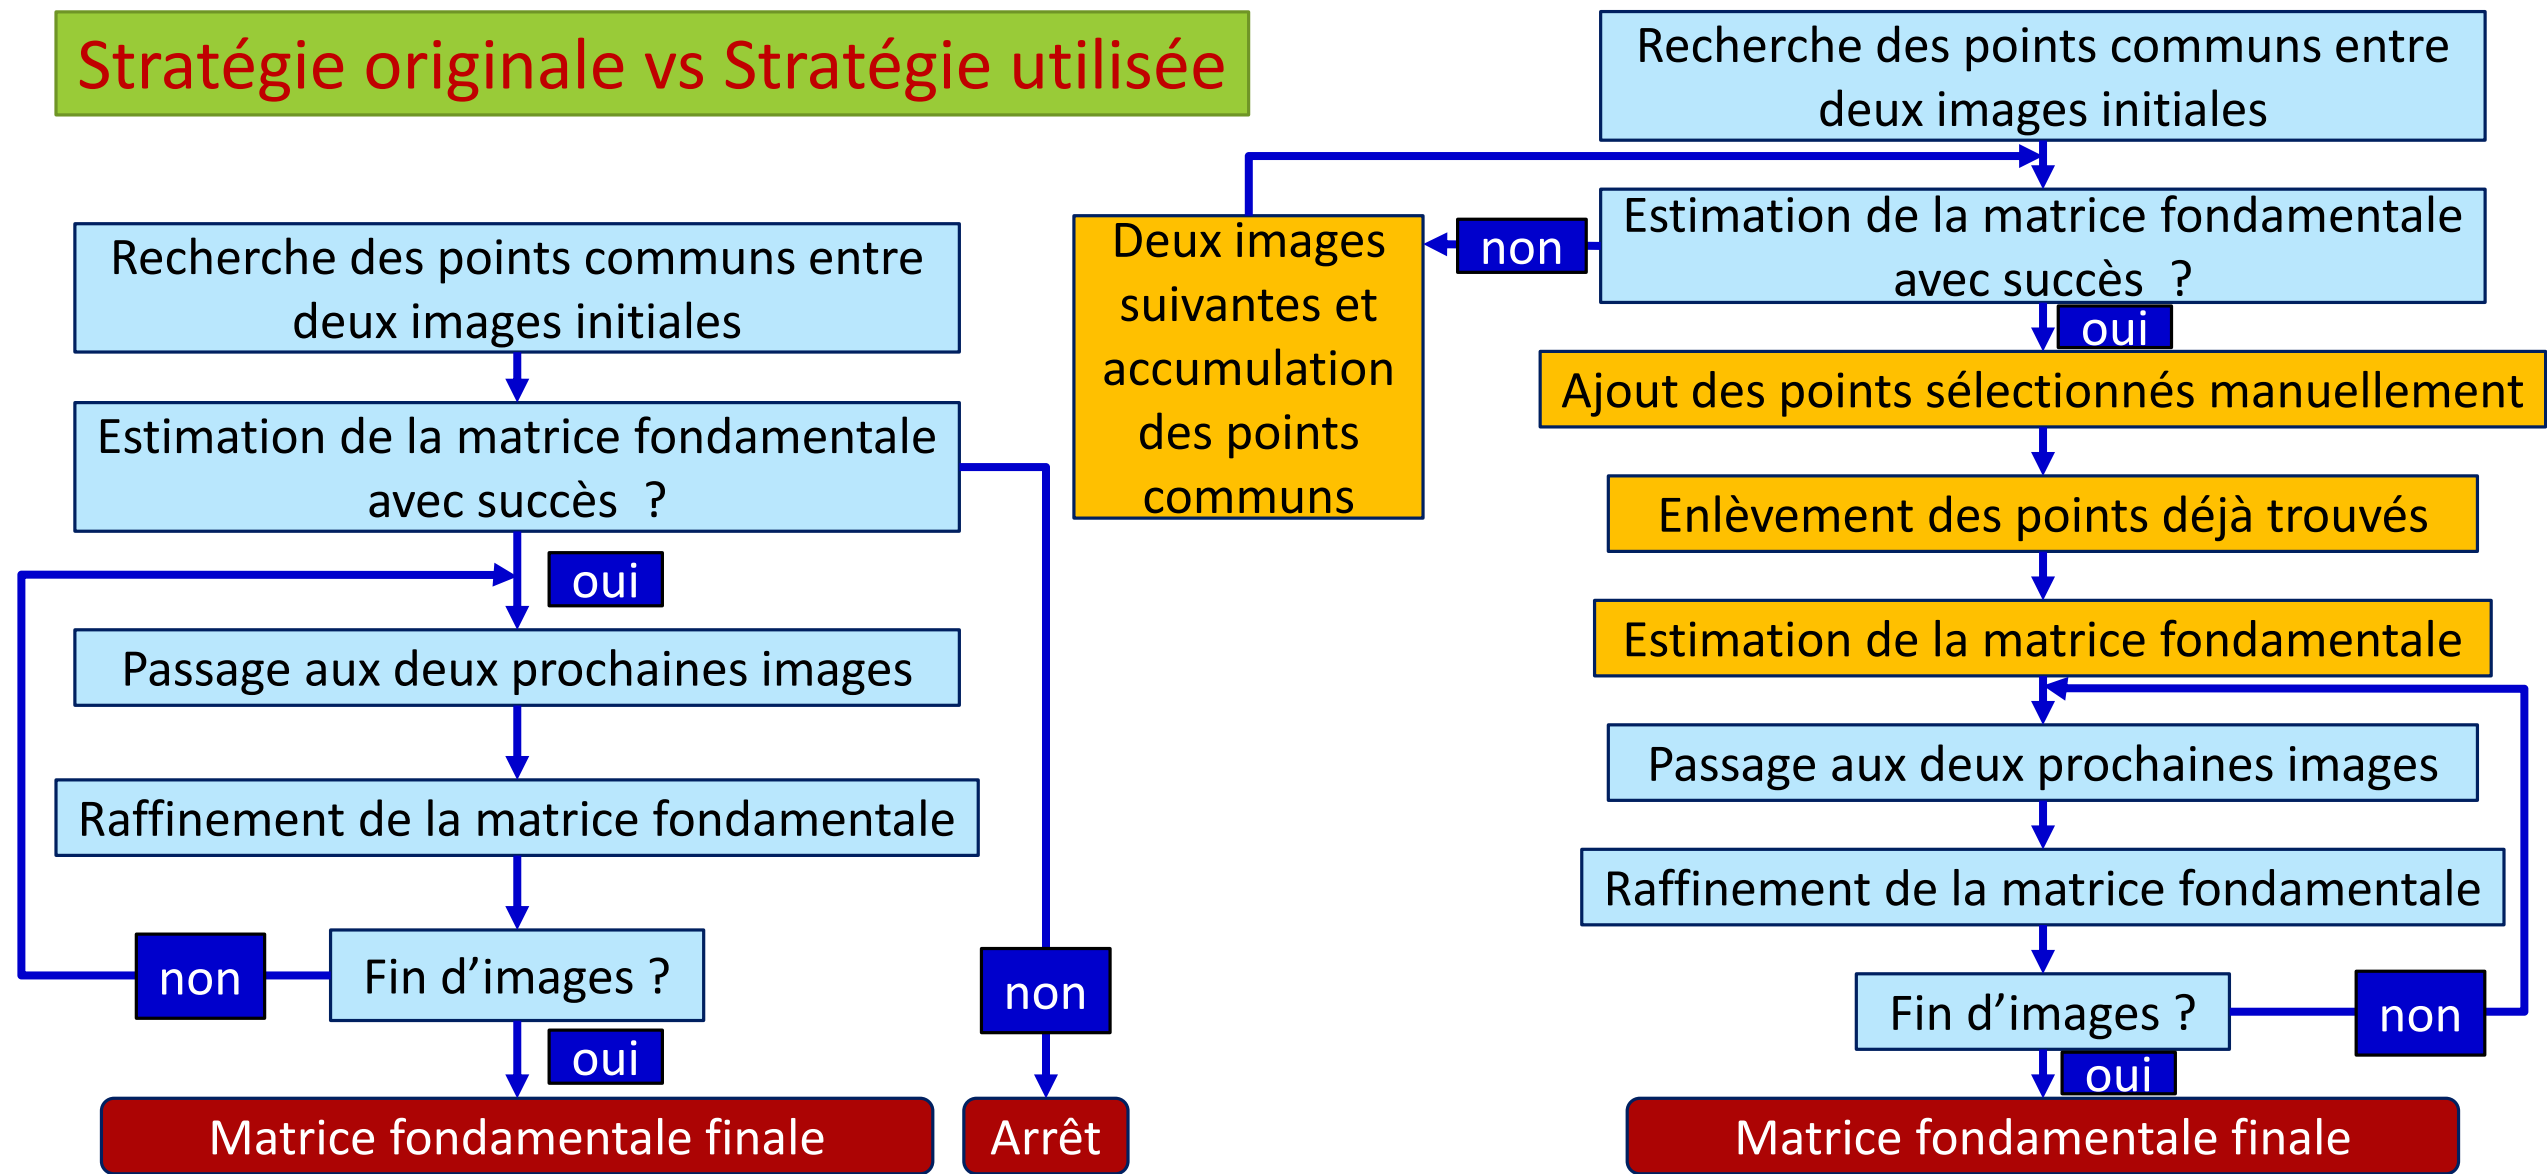 Stratégie originale vs Stratégie utilisée
Recherche des points communs entre
deux images initiales
Estimation de la matrice fondamentale
avec succès ?
oui
Passage aux deux prochaines images
Raffinement de la matrice fondamentale
Fin d’images ?
non
oui
non
Matrice fondamentale finale
Arrêt
Recherche des points communs entre
deux images initiales
Estimation de la matrice fondamentale
avec succès ?
non
Deux images
suivantes et
accumulation
des points
communs
oui
Ajout des points sélectionnés manuellement
Enlèvement des points déjà trouvés
Estimation de la matrice fondamentale
Passage aux deux prochaines images
Raffinement de la matrice fondamentale
Fin d’images ?
non
oui
Matrice fondamentale finale